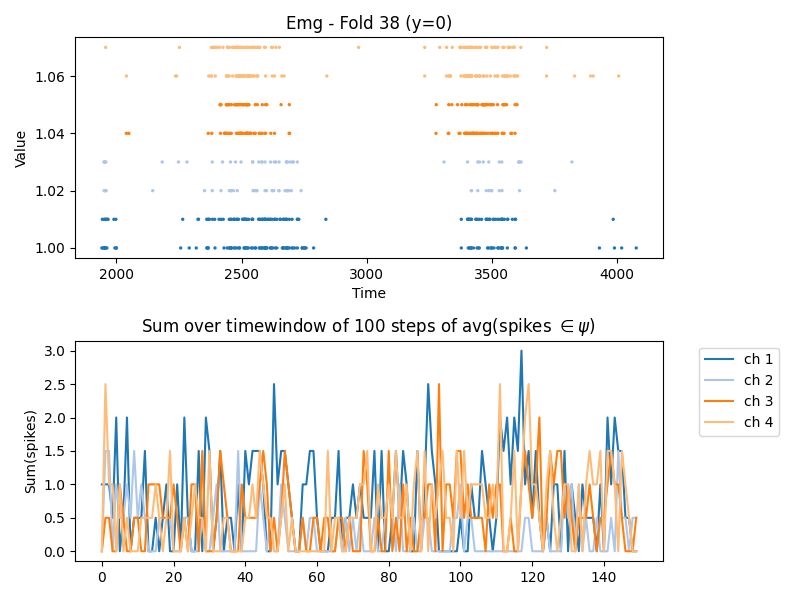 Emg - Fold 38 (y=0)
Value
1.06
1.04
1.02
1.00
2000 2500 3000 3500 4000
Time
Sum over timewindow of 100 steps of avg(spikes ∈ψ)
Sum(spikes)
3.0
2.5
2.0
1.5
1.0
0.5
0.0
0 20 40 60 80 100 120 140
ch 1
ch 2
ch 3
ch 4